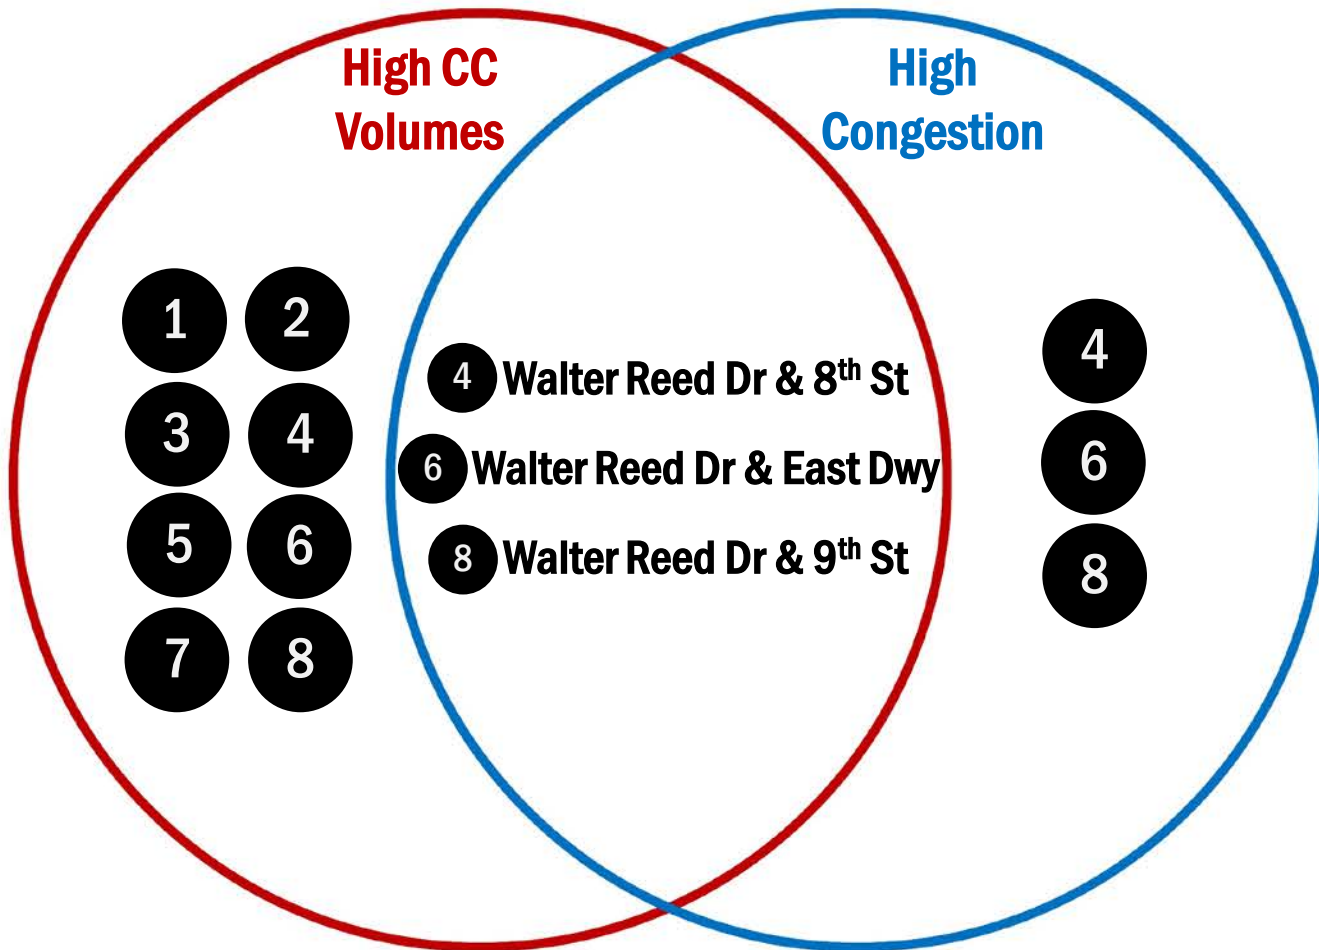 High CC
Volumes
High
Congestion
1 2
3 4
5 6
7 8
4 Walter Reed Dr & 8th St
6 Walter Reed Dr & East Dwy
8 Walter Reed Dr & 9th St
4
6
8